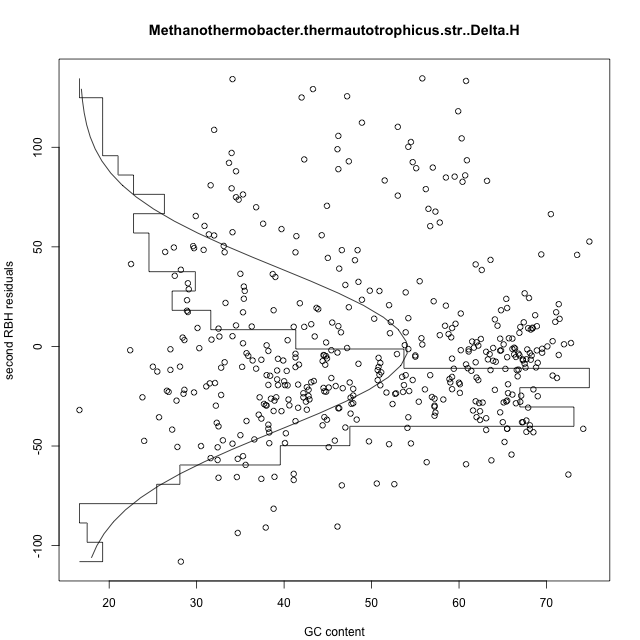 Methanothermobacter.thermautotrophicus.str..Delta.H
second RBH residuals
100
50
0
-50
-100
20 30 40 50 60 70
GC content